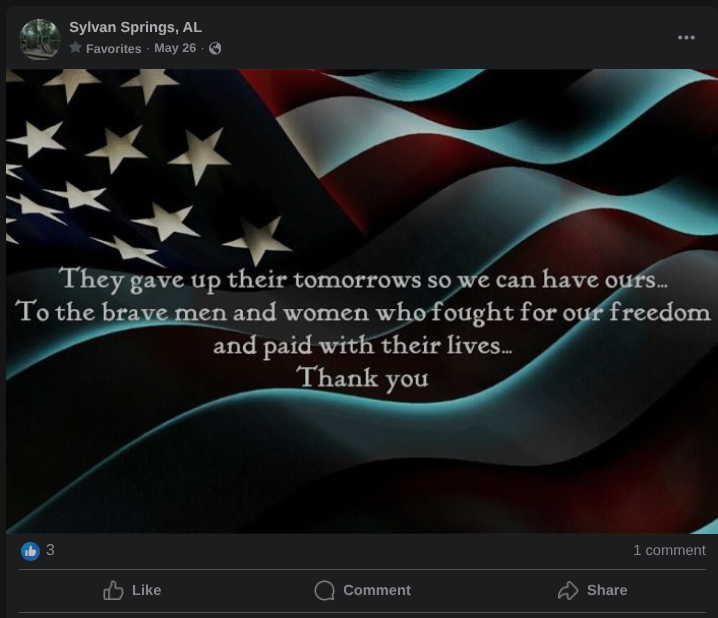 Sylvan Springs, AL
Favorites · May 26 ·
They gave up their tomorrows so we can have ours...
To the brave men and women who fought for our freedom
and paid with their lives...
Thank you
3
1 comment
Like
Comment
Share